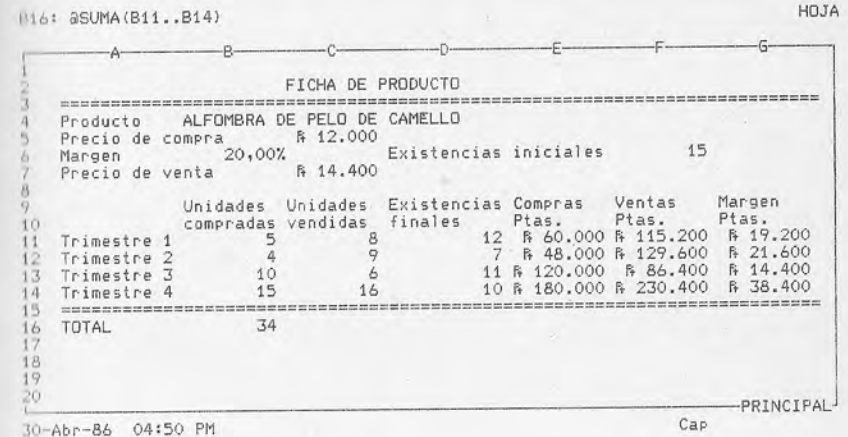 B16: @SUMA(B11..B14) HOJA
A B C D E F G
1
2 FICHA DE PRODUCTO
3 ==========================================================================
4 Producto ALFOMBRA DE PELO DE CAMELLO
5 Precio de compra ₧ 12.000
6 Margen 20,00% Existencias iniciales 15
7 Precio de venta ₧ 14.400
8
9 Unidades Unidades Existencias Compras Ventas Margen
10 compradas vendidas finales Ptas. Ptas. Ptas.
11 Trimestre 1 5 8 12 ₧ 60.000 ₧ 115.200 ₧ 19.200
12 Trimestre 2 4 9 7 ₧ 48.000 ₧ 129.600 ₧ 21.600
13 Trimestre 3 10 6 11 ₧ 120.000 ₧ 86.400 ₧ 14.400
14 Trimestre 4 15 16 10 ₧ 180.000 ₧ 230.400 ₧ 38.400
15 ==========================================================================
16 TOTAL 34
17
18
19
20
PRINCIPAL
30-Abr-86 04:50 PM Cap